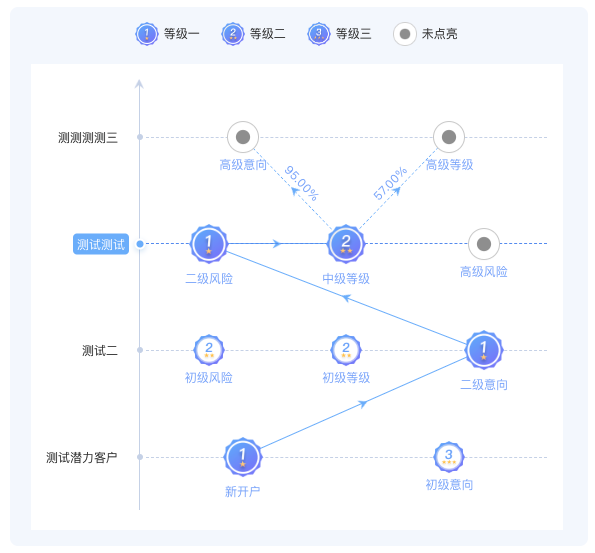 1 等级一 2 等级二 3 等级三 未点亮
测测测测三
高级意向 高级等级
95.00% 57.00%
测试测试 1 2
二级风险 中级等级 高级风险
测试二 2 2 1
初级风险 初级等级 二级意向
测试潜力客户 1 3
新开户 初级意向